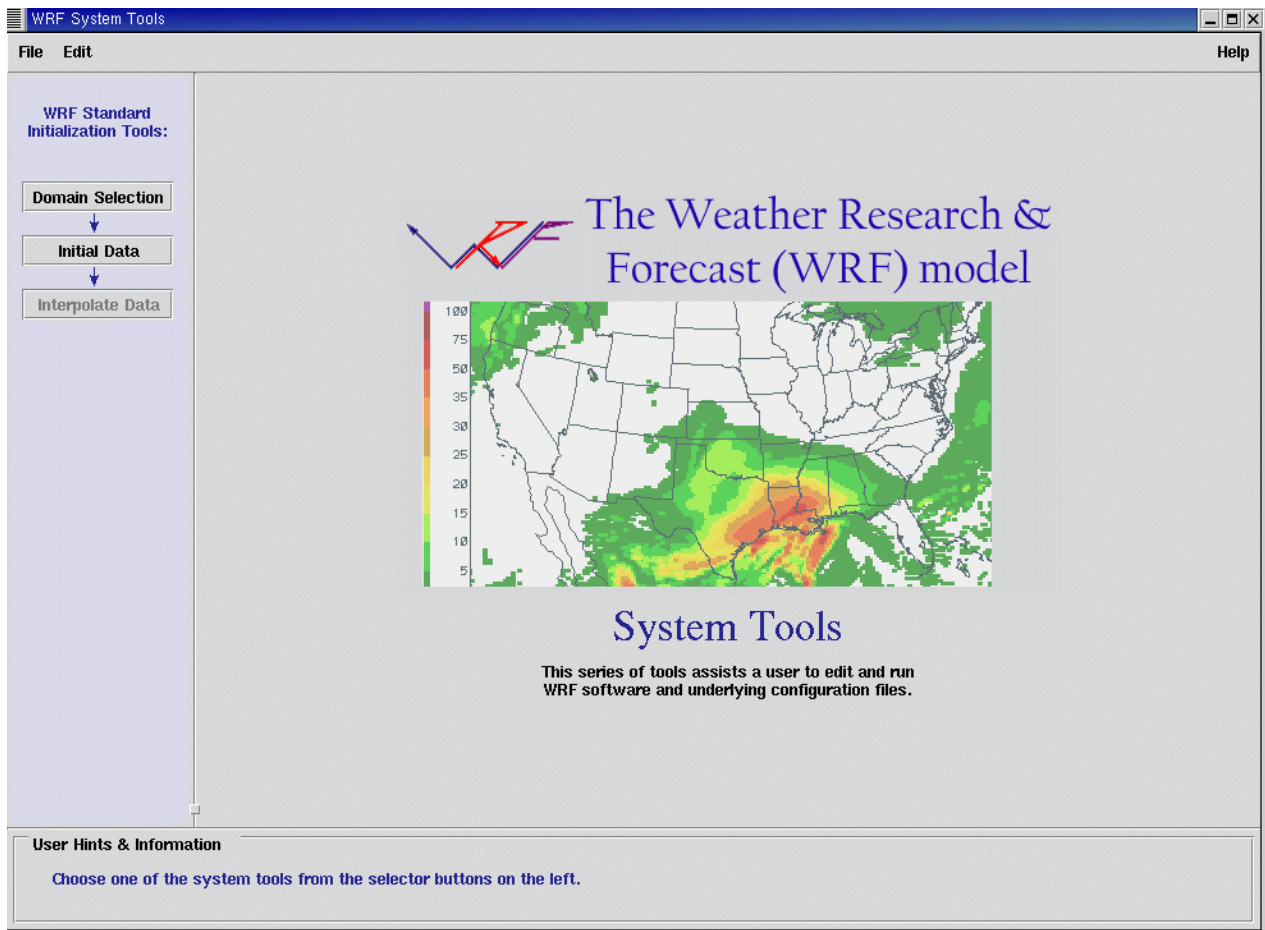 WRF System Tools
File Edit Help
WRF Standard
Initialization Tools:
Domain Selection
Initial Data
Interpolate Data
The Weather Research &
Forecast (WRF) model
100
75
50
35
30
25
20
15
10
5
System Tools
This series of tools assists a user to edit and run
WRF software and underlying configuration files.
User Hints & Information
Choose one of the system tools from the selector buttons on the left.